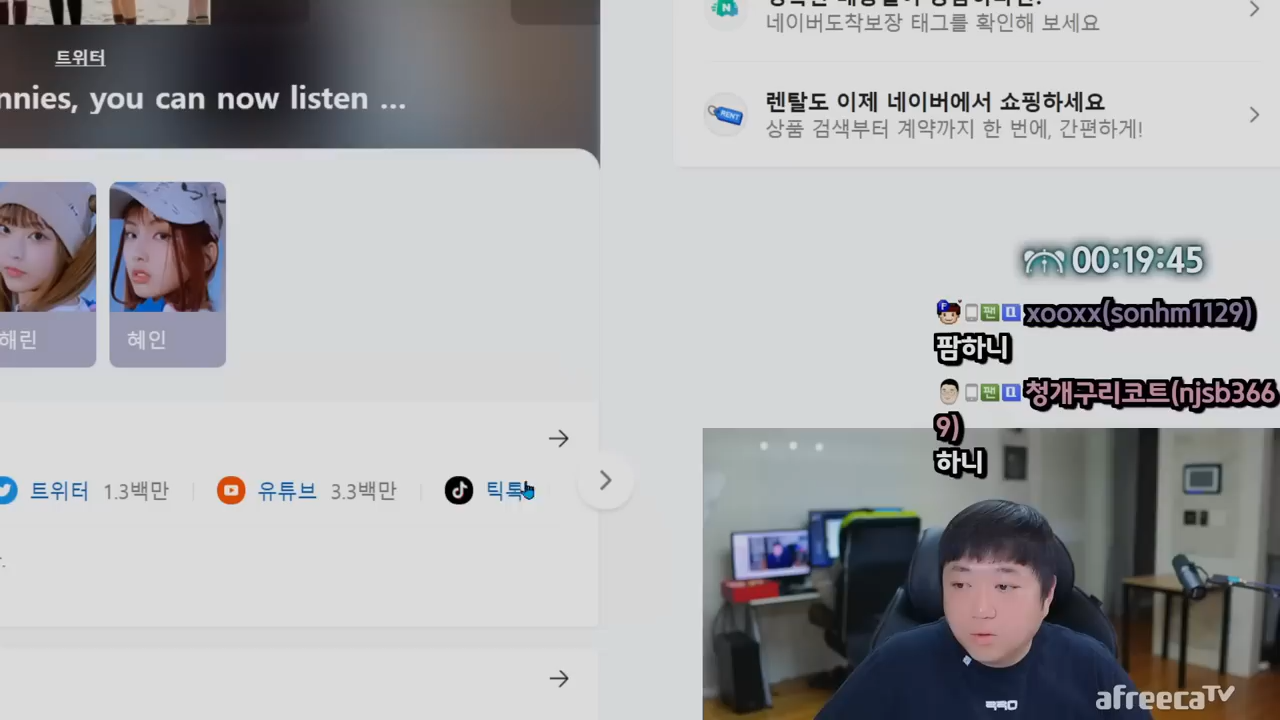 트위터
nnies, you can now listen ...
해린
혜인
트위터 1.3백만
유튜브 3.3백만
틱톡
네이버도착보장 태그를 확인해 보세요
렌탈도 이제 네이버에서 쇼핑하세요
상품 검색부터 계약까지 한 번에, 간편하게!
RENT
00:19:45
xooxx(sonhm1129)
팜하니
청개구리코트(njsb366
9)
하니
afreecaTV